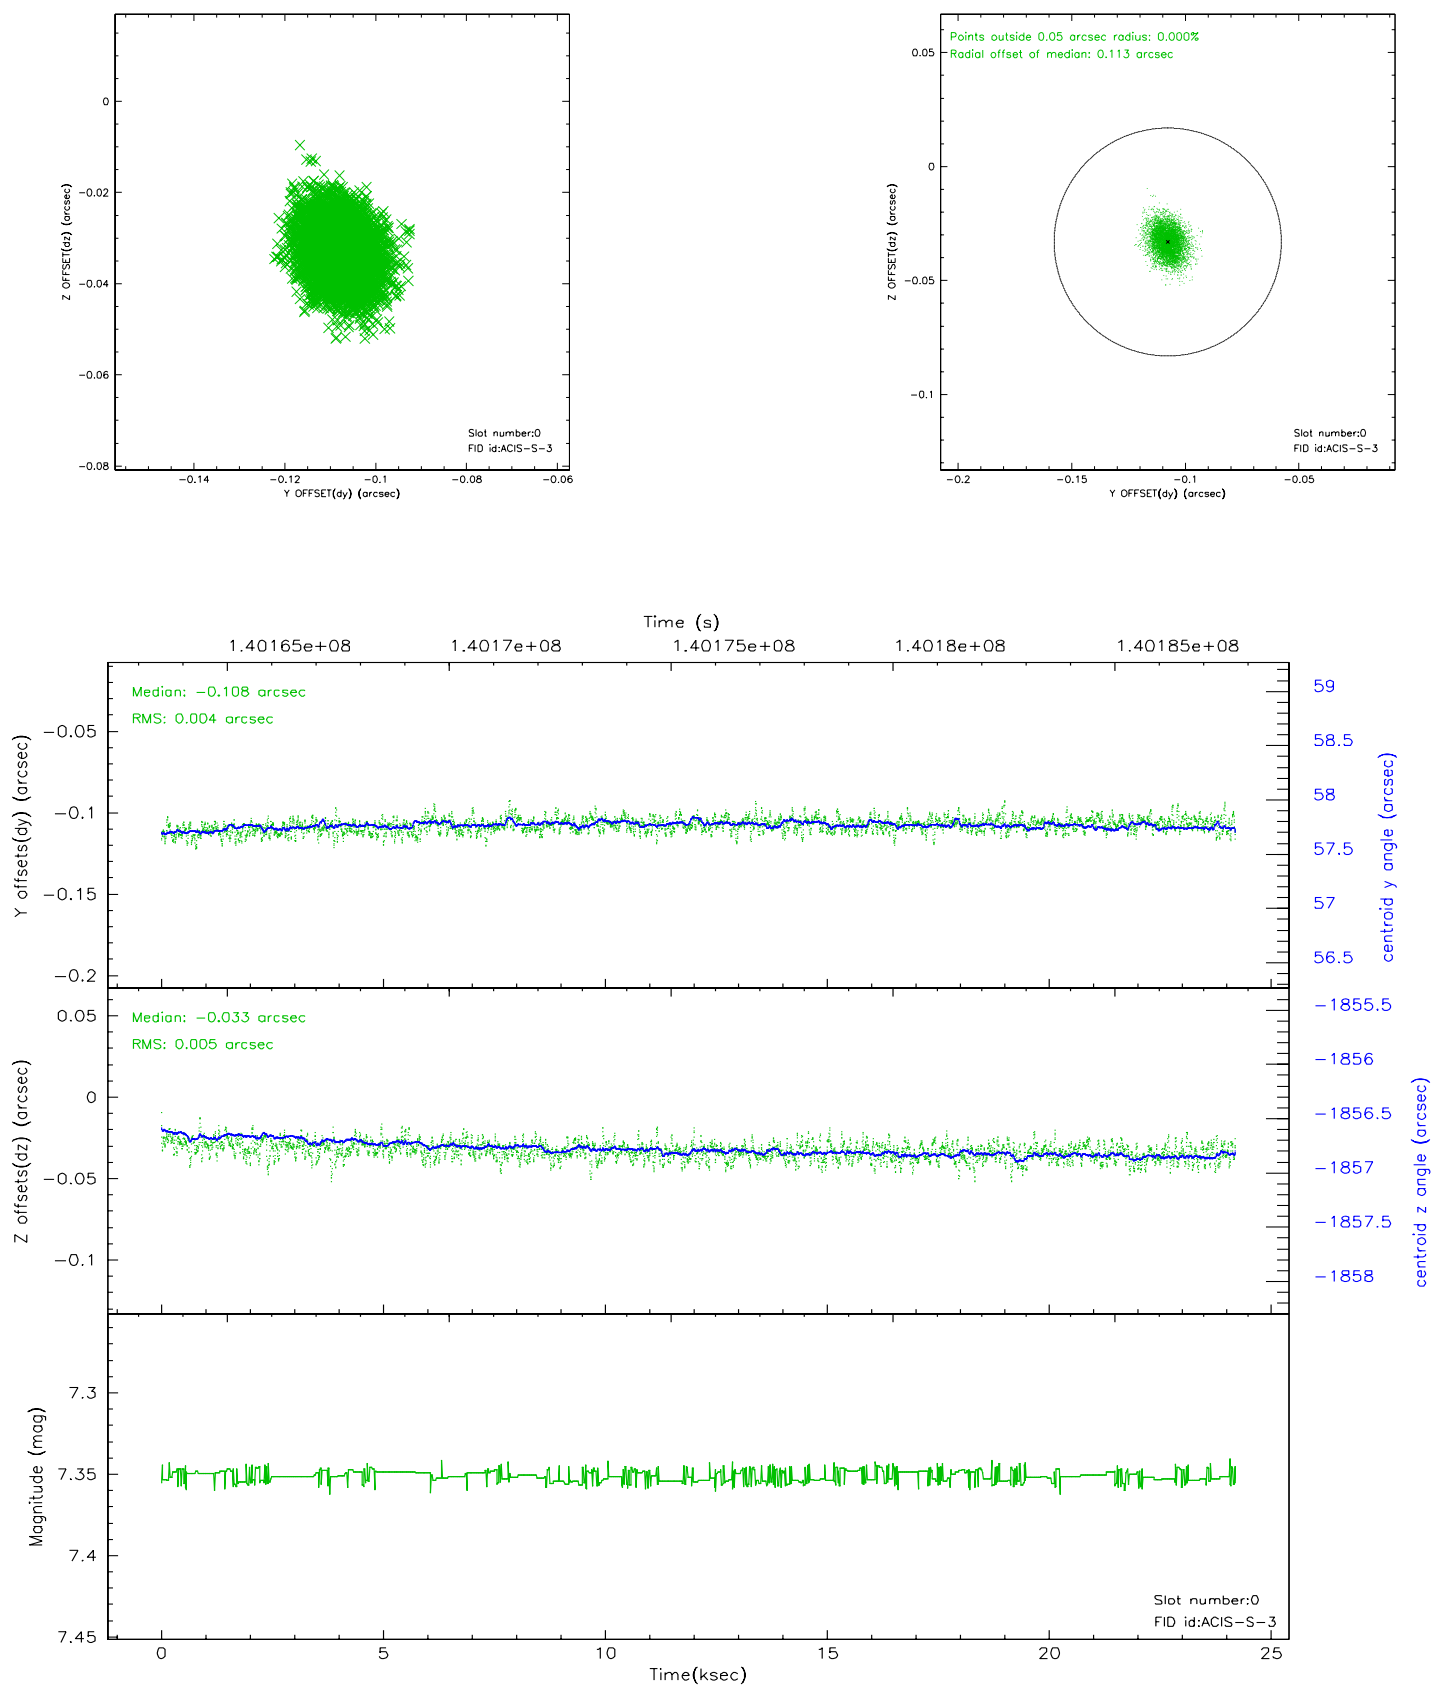 0
−0.02
−0.04
−0.06
−0.08
Z OFFSET(dz) (arcsec)
Slot number:0
FID id:ACIS−S−3
−0.14 −0.12 −0.1 −0.08 −0.06
Y OFFSET(dy) (arcsec)
Points outside 0.05 arcsec radius: 0.000%
Radial offset of median: 0.113 arcsec
0.05
0
−0.05
−0.1
Z OFFSET(dz) (arcsec)
Slot number:0
FID id:ACIS−S−3
−0.2 −0.15 −0.1 −0.05
Y OFFSET(dy) (arcsec)
Time (s)
1.40165e+08 1.4017e+08 1.40175e+08 1.4018e+08 1.40185e+08
Median: −0.108 arcsec
RMS: 0.004 arcsec
−0.05
−0.1
−0.15
−0.2
Y offsets(dy) (arcsec)
59
58.5
58
57.5
57
56.5
centroid y angle (arcsec)
Median: −0.033 arcsec
RMS: 0.005 arcsec
0.05
0
−0.05
−0.1
Z offsets(dz) (arcsec)
−1855.5
−1856
−1856.5
−1857
−1857.5
−1858
centroid z angle (arcsec)
7.3
7.35
7.4
7.45
Magnitude (mag)
Slot number:0
FID id:ACIS−S−3
0 5 10 15 20 25
Time(ksec)